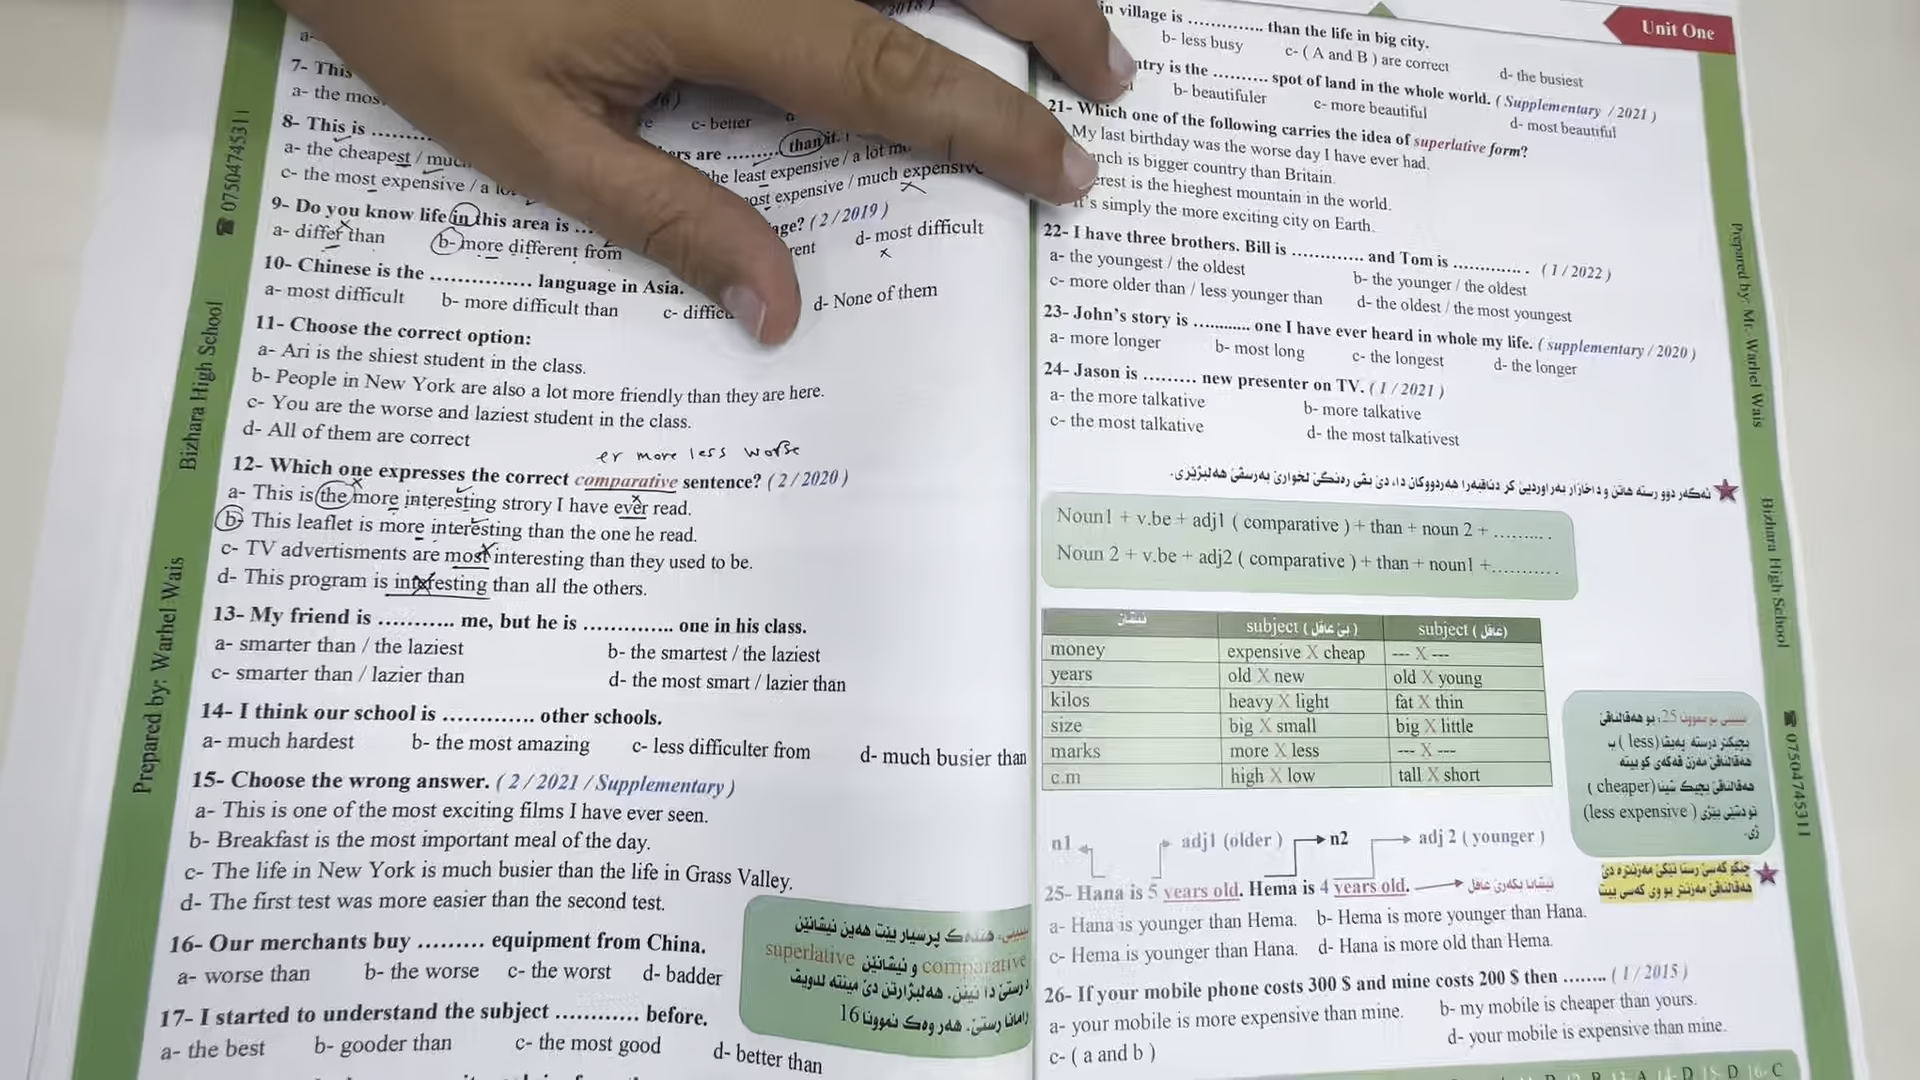 2018 )
a-
7- This
a- the mos
c- better
8- This is ........
ers are .......... than it.
a- the cheapest / muc
the least expensive / a lot m
c- the most expensive / a lo
ost expensive / much expensive
9- Do you know life in this area is ...
age? ( 2 / 2019 )
a- differ than
b- more different from
rent
d- most difficult
10- Chinese is the .............. language in Asia.
a- most difficult
b- more difficult than
c- diffic
d- None of them
11- Choose the correct option:
a- Ari is the shiest student in the class.
b- People in New York are also a lot more friendly than they are here.
c- You are the worse and laziest student in the class.
d- All of them are correct
er more less worse
12- Which one expresses the correct comparative sentence? ( 2 / 2020 )
a- This is the more interesting strory I have ever read.
b- This leaflet is more interesting than the one he read.
c- TV advertisments are most interesting than they used to be.
d- This program is interesting than all the others.
13- My friend is ........... me, but he is ............. one in his class.
a- smarter than / the laziest
b- the smartest / the laziest
c- smarter than / lazier than
d- the most smart / lazier than
14- I think our school is ............. other schools.
a- much hardest
b- the most amazing
c- less difficulter from
d- much busier than
15- Choose the wrong answer. ( 2 / 2021 / Supplementary )
a- This is one of the most exciting films I have ever seen.
b- Breakfast is the most important meal of the day.
c- The life in New York is much busier than the life in Grass Valley.
d- The first test was more easier than the second test.
16- Our merchants buy ......... equipment from China.
a- worse than
b- the worse
c- the worst
d- badder
17- I started to understand the subject ............ before.
a- the best
b- gooder than
c- the most good
d- better than
superlative
comparative
16
Prepared by: Warhel Wais
Bizhara High School
☎ 07504745311
Unit One
in village is ............. than the life in big city.
b- less busy
c- ( A and B ) are correct
d- the busiest
ntry is the .......... spot of land in the whole world. ( Supplementary / 2021 )
b- beautifuler
c- more beautiful
d- most beautiful
21- Which one of the following carries the idea of superlative form?
My last birthday was the worse day I have ever had.
anch is bigger country than Britain.
erest is the hieghest mountain in the world.
It's simply the more exciting city on Earth.
22- I have three brothers. Bill is ............. and Tom is ............. . ( 1 / 2022 )
a- the youngest / the oldest
b- the younger / the oldest
c- more older than / less younger than
d- the oldest / the most youngest
23- John's story is ............ one I have ever heard in whole my life. ( supplementary / 2020 )
a- more longer
b- most long
c- the longest
d- the longer
24- Jason is ......... new presenter on TV. ( 1 / 2021 )
a- the more talkative
b- more talkative
c- the most talkative
d- the most talkativest
Noun1 + v.be + adj1 ( comparative ) + than + noun 2 + ......... .
Noun 2 + v.be + adj2 ( comparative ) + than + noun1 +...........
نیشان subject ( بێ عاقل ) subject ( عاقل )
money expensive X cheap --- X ---
years old X new old X young
kilos heavy X light fat X thin
size big X small big X little
marks more X less --- X ---
c.m high X low tall X short
(less)
( cheaper )
(less expensive )
n1 adj1 (older ) n2 adj 2 ( younger )
25- Hana is 5 years old. Hema is 4 years old.
a- Hana is younger than Hema. b- Hema is more younger than Hana.
c- Hema is younger than Hana. d- Hana is more old than Hema.
26- If your mobile phone costs 300 $ and mine costs 200 $ then ........ ( 1 / 2015 )
a- your mobile is more expensive than mine.
b- my mobile is cheaper than yours.
c- ( a and b )
d- your mobile is expensive than mine.
Prepared by: Mr. Warhel Wais
Bizhara High School
☎ 07504745311